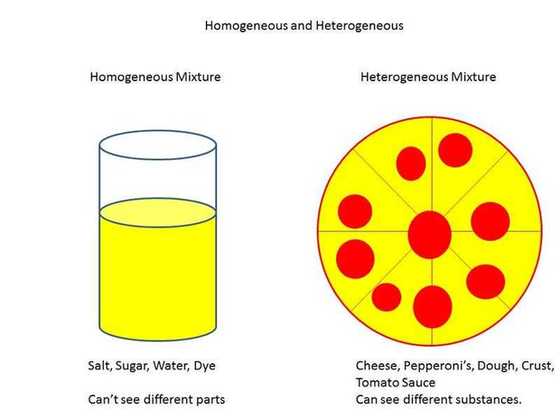 Homogeneous and Heterogeneous
Homogeneous Mixture
Heterogeneous Mixture
Salt, Sugar, Water, Dye
Can't see different parts
Cheese, Pepperoni's, Dough, Crust,
Tomato Sauce
Can see different substances.